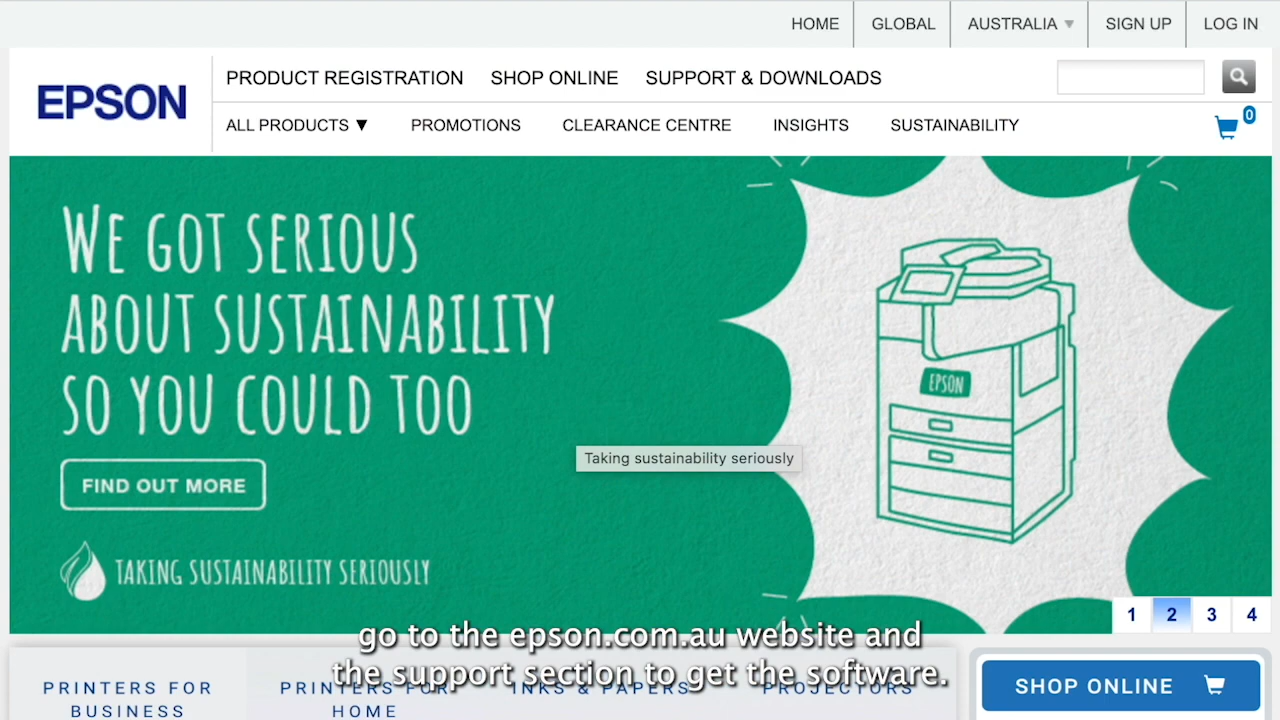 HOME GLOBAL AUSTRALIA ▼ SIGN UP LOG IN
EPSON
PRODUCT REGISTRATION SHOP ONLINE SUPPORT & DOWNLOADS
ALL PRODUCTS ▼ PROMOTIONS CLEARANCE CENTRE INSIGHTS SUSTAINABILITY
0
WE GOT SERIOUS
ABOUT SUSTAINABILITY
SO YOU COULD TOO
EPSON
Taking sustainability seriously
FIND OUT MORE
TAKING SUSTAINABILITY SERIOUSLY
1 2 3 4
go to the epson.com.au website and
the support section to get the software.
PRINTERS FOR
BUSINESS
PRINTERS FOR
HOME
INKS & PAPERS
PROJECTORS
SHOP ONLINE